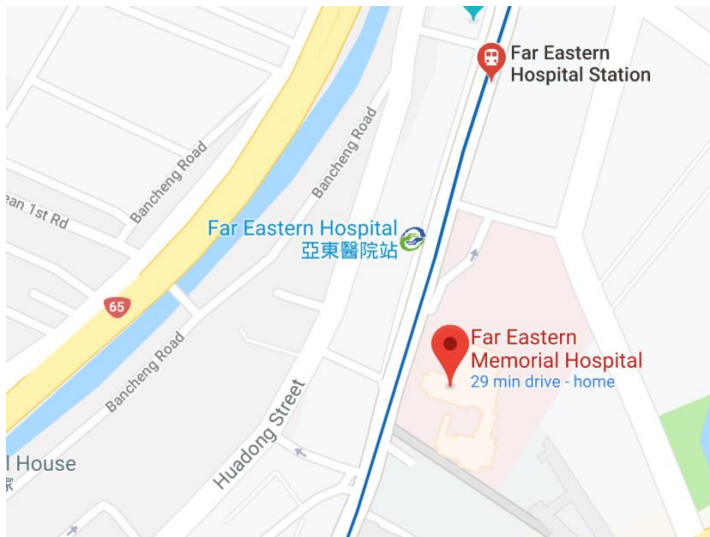 Far Eastern
Hospital Station
Bancheng Road
Bancheng Road
ean 1st Rd
Far Eastern Hospital
亞東醫院站
65
Far Eastern
Memorial Hospital
29 min drive - home
Bancheng Road
Huadong Street
l House